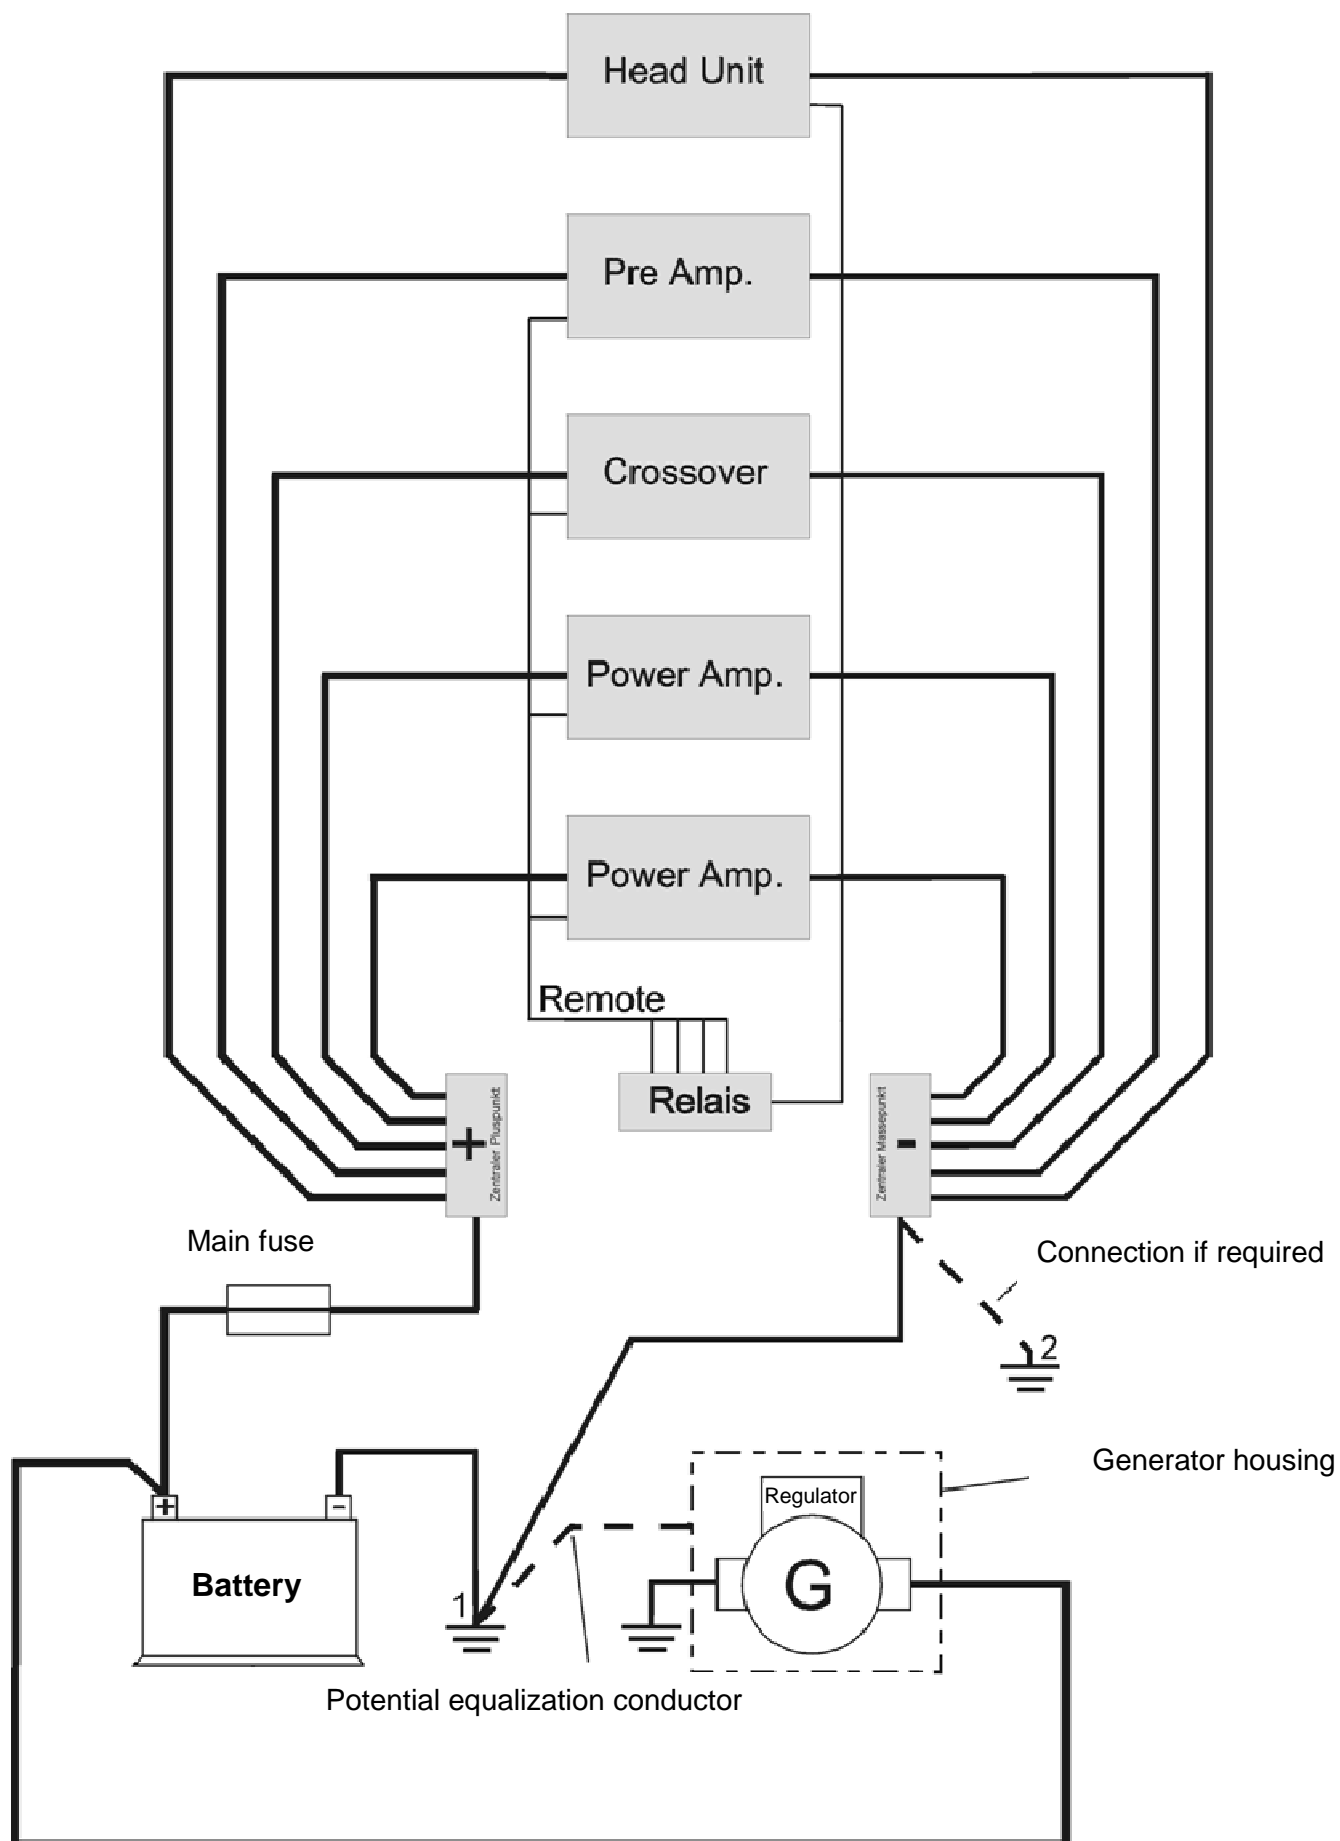 Head Unit
Pre Amp.
Crossover
Power Amp.
Power Amp.
Remote
Relais
+
Zentraler Pluspunkt
-
Zentraler Massepunkt
Main fuse
Connection if required
2
Generator housing
+
-
Battery
1
Regulator
G
Potential equalization conductor